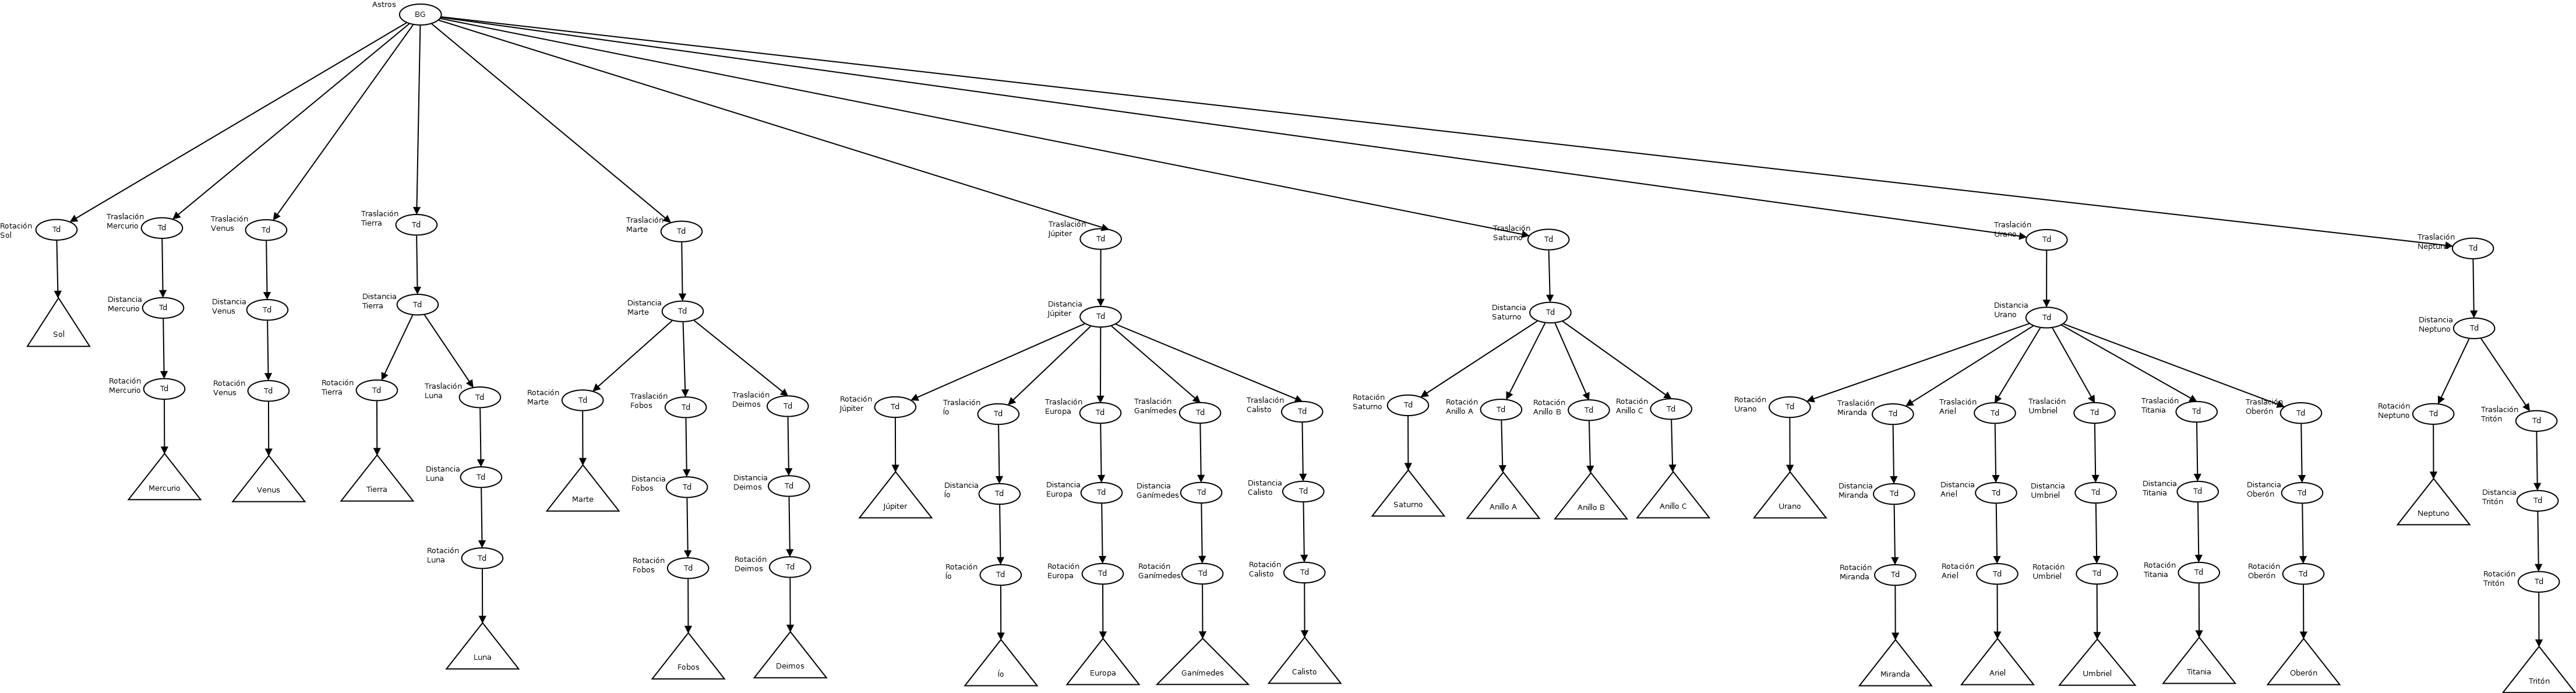 Astros
BG
Rotación
Sol
Td
Traslación
Mercurio
Td
Traslación
Venus
Td
Traslación
Tierra
Td
Traslación
Marte
Td
Traslación
Júpiter
Td
Traslación
Saturno
Td
Traslación
Urano
Td
Traslación
Neptuno
Td
Sol
Distancia
Mercurio
Td
Distancia
Venus
Td
Distancia
Tierra
Td
Distancia
Marte
Td
Distancia
Júpiter
Td
Distancia
Saturno
Td
Distancia
Urano
Td
Distancia
Neptuno
Td
Rotación
Mercurio
Td
Rotación
Venus
Td
Rotación
Tierra
Td
Traslación
Luna
Td
Rotación
Marte
Td
Traslación
Fobos
Td
Traslación
Deimos
Td
Rotación
Júpiter
Td
Traslación
Ío
Td
Traslación
Europa
Td
Traslación
Ganímedes
Td
Traslación
Calisto
Td
Rotación
Saturno
Td
Rotación
Anillo A
Td
Rotación
Anillo B
Td
Rotación
Anillo C
Td
Rotación
Urano
Td
Traslación
Miranda
Td
Traslación
Ariel
Td
Traslación
Umbriel
Td
Traslación
Titania
Td
Traslación
Oberón
Td
Rotación
Neptuno
Td
Traslación
Tritón
Td
Mercurio
Venus
Tierra
Distancia
Luna
Td
Marte
Distancia
Fobos
Td
Distancia
Deimos
Td
Júpiter
Distancia
Ío
Td
Distancia
Europa
Td
Distancia
Ganímedes
Td
Distancia
Calisto
Td
Saturno
Anillo A
Anillo B
Anillo C
Urano
Distancia
Miranda
Td
Distancia
Ariel
Td
Distancia
Umbriel
Td
Distancia
Titania
Td
Distancia
Oberón
Td
Neptuno
Distancia
Tritón
Td
Rotación
Luna
Td
Rotación
Fobos
Td
Rotación
Deimos
Td
Rotación
Ío
Td
Rotación
Europa
Td
Rotación
Ganímedes
Td
Rotación
Calisto
Td
Rotación
Miranda
Td
Rotación
Ariel
Td
Rotación
Umbriel
Td
Rotación
Titania
Td
Rotación
Oberón
Td
Rotación
Tritón
Td
Luna
Fobos
Deimos
Ío
Europa
Ganímedes
Calisto
Miranda
Ariel
Umbriel
Titania
Oberón
Tritón